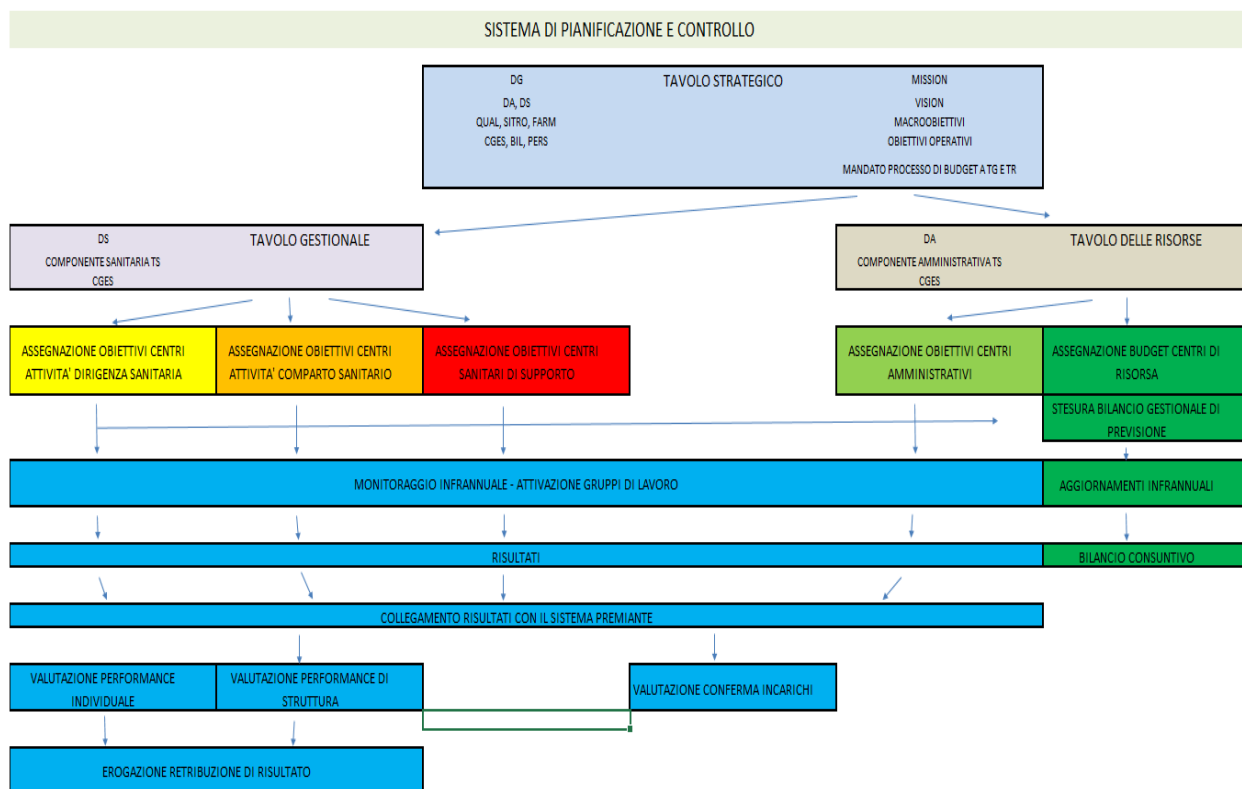 SISTEMA DI PIANIFICAZIONE E CONTROLLO
DG
TAVOLO STRATEGICO
MISSION
DA, DS
VISION
QUAL, SITRO, FARM
MACROOBIETTIVI
CGES, BIL, PERS
OBIETTIVI OPERATIVI
MANDATO PROCESSO DI BUDGET A TG E TR
DS
TAVOLO GESTIONALE
COMPONENTE SANITARIA TS
CGES
DA
TAVOLO DELLE RISORSE
COMPONENTE AMMINISTRATIVA TS
CGES
ASSEGNAZIONE OBIETTIVI CENTRI
ATTIVITA' DIRIGENZA SANITARIA
ASSEGNAZIONE OBIETTIVI CENTRI
ATTIVITA' COMPARTO SANITARIO
ASSEGNAZIONE OBIETTIVI CENTRI
SANITARI DI SUPPORTO
ASSEGNAZIONE OBIETTIVI CENTRI
AMMINISTRATIVI
ASSEGNAZIONE BUDGET CENTRI DI
RISORSA
STESURA BILANCIO GESTIONALE DI
PREVISIONE
MONITORAGGIO INFRANNUALE - ATTIVAZIONE GRUPPI DI LAVORO
AGGIORNAMENTI INFRANNUALI
RISULTATI
BILANCIO CONSUNTIVO
COLLEGAMENTO RISULTATI CON IL SISTEMA PREMIANTE
VALUTAZIONE PERFORMANCE
INDIVIDUALE
VALUTAZIONE PERFORMANCE DI
STRUTTURA
VALUTAZIONE CONFERMA INCARICHI
EROGAZIONE RETRIBUZIONE DI RISULTATO